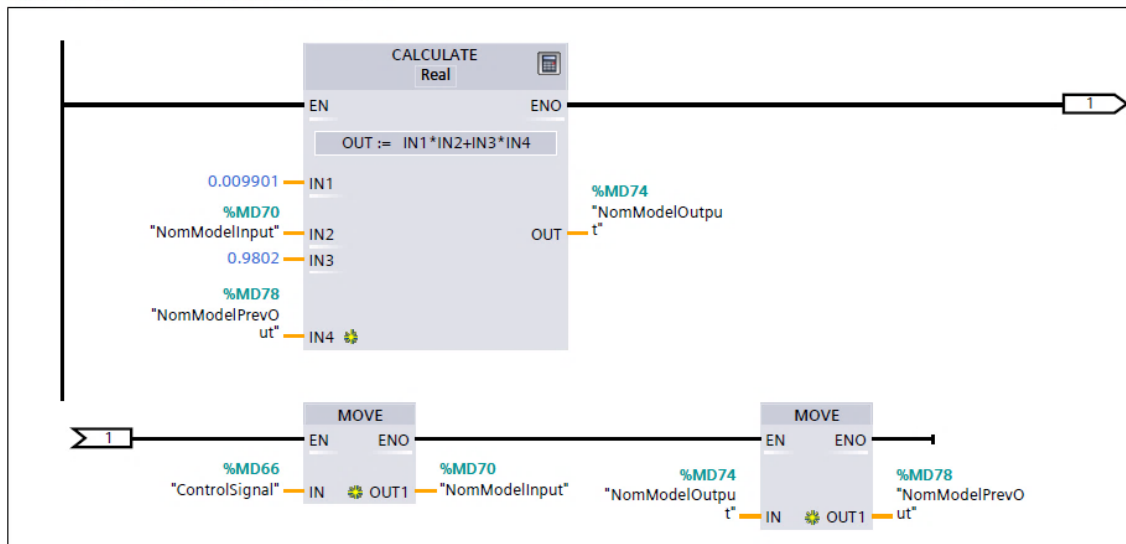 CALCULATE
Real
EN
ENO
1
OUT := IN1*IN2+IN3*IN4
0.009901
IN1
%MD70
"NomModelInput"
IN2
0.9802
IN3
%MD78
"NomModelPrevO
ut"
IN4
%MD74
"NomModelOutpu
t"
OUT
1
MOVE
EN
ENO
%MD66
"ControlSignal"
IN
OUT1
%MD70
"NomModelInput"
MOVE
EN
ENO
%MD74
"NomModelOutpu
t"
IN
OUT1
%MD78
"NomModelPrevO
ut"